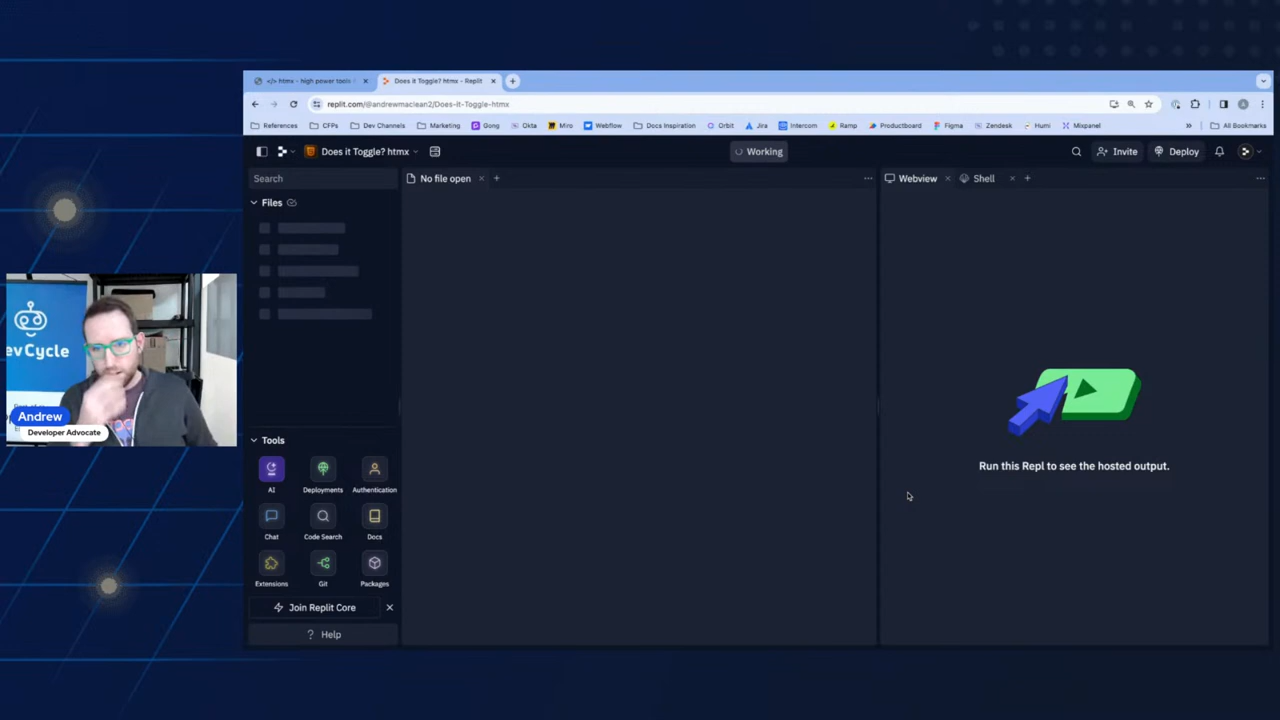 </> htmx - high power tools
Does it Toggle? htmx - Replit
replit.com/@andrewmaclean2/Does-it-Toggle-htmx
References
CFPs
Dev Channels
Marketing
Gong
Okta
Miro
Webflow
Docs Inspiration
Orbit
Jira
Intercom
Ramp
Productboard
Figma
Zendesk
Humi
Mixpanel
»
All Bookmarks
Does it Toggle? htmx
Working
Invite
Deploy
Search
No file open
Webview
Shell
Files
Run this Repl to see the hosted output.
Tools
AI
Deployments
Authentication
Chat
Code Search
Docs
Extensions
Git
Packages
Join Replit Core
? Help
evCycle
Andrew
Developer Advocate